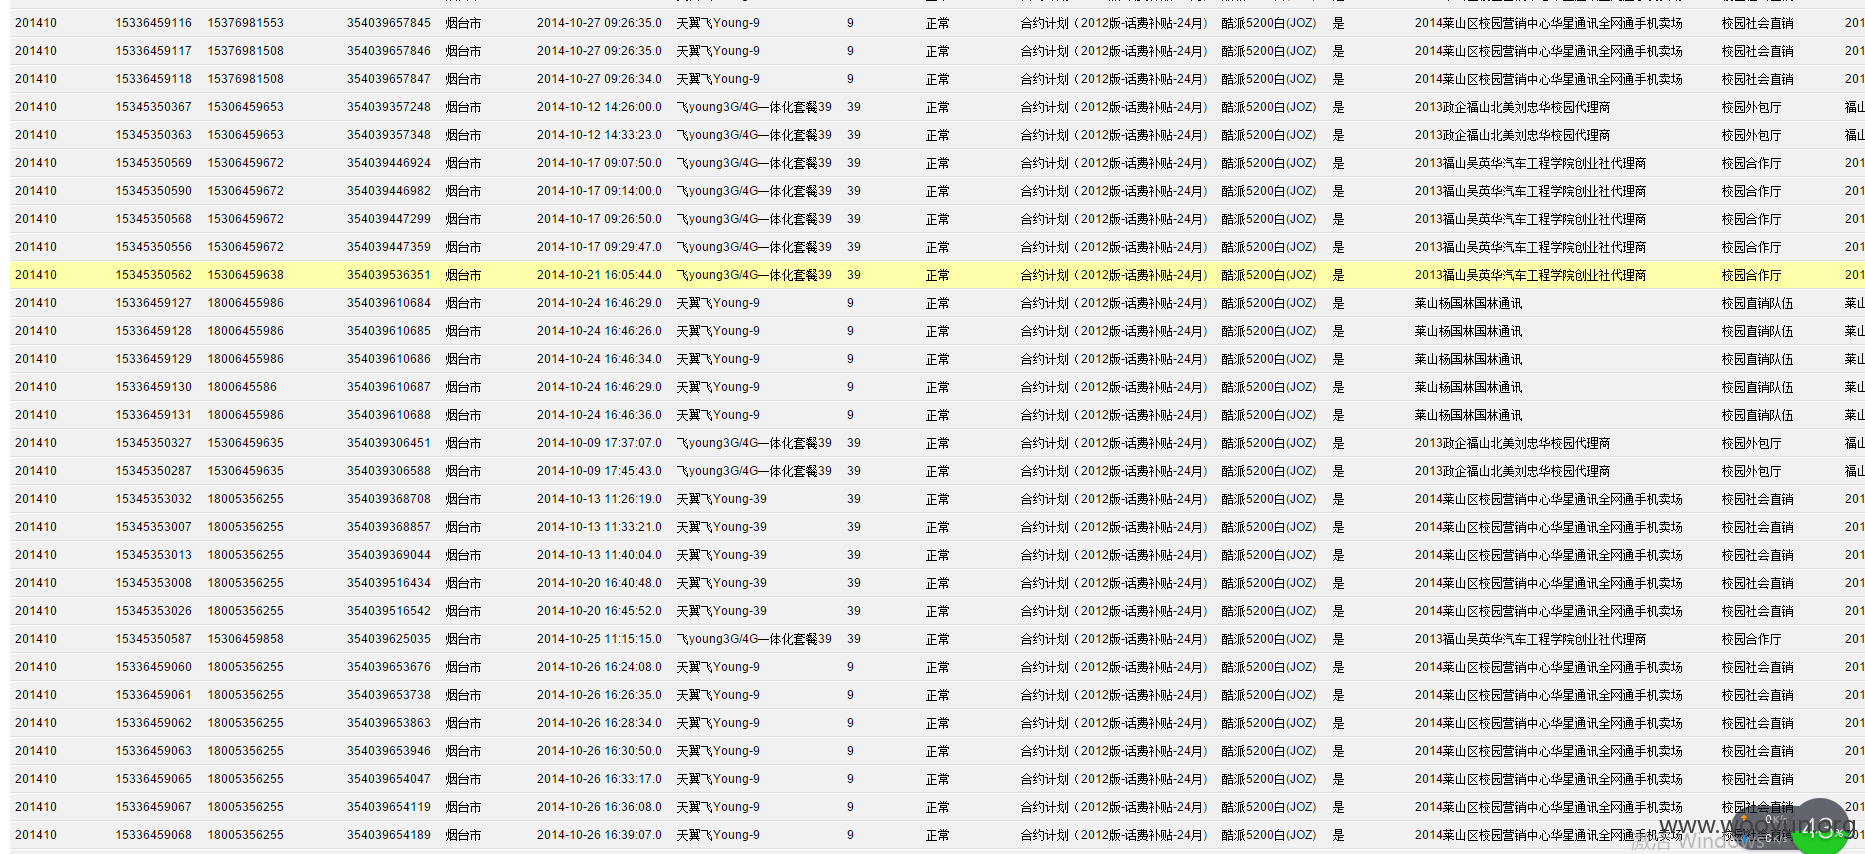 201410 15336459116 15376981553 354039657845 烟台市 2014-10-27 09:26:35.0 天翼飞Young-9 9 正常 合约计划（2012版-话费补贴-24月） 酷派5200白(JOZ) 是 2014莱山区校园营销中心华星通讯全网通手机卖场 校园社会直销 201
201410 15336459117 15376981508 354039657846 烟台市 2014-10-27 09:26:35.0 天翼飞Young-9 9 正常 合约计划（2012版-话费补贴-24月） 酷派5200白(JOZ) 是 2014莱山区校园营销中心华星通讯全网通手机卖场 校园社会直销 201
201410 15336459118 15376981508 354039657847 烟台市 2014-10-27 09:26:34.0 天翼飞Young-9 9 正常 合约计划（2012版-话费补贴-24月） 酷派5200白(JOZ) 是 2014莱山区校园营销中心华星通讯全网通手机卖场 校园社会直销 201
201410 15345350367 15306459653 354039357248 烟台市 2014-10-12 14:26:00.0 飞young3G/4G一体化套餐39 39 正常 合约计划（2012版-话费补贴-24月） 酷派5200白(JOZ) 是 2013政企福山北美刘忠华校园代理商 校园外包厅 福山
201410 15345350363 15306459653 354039357348 烟台市 2014-10-12 14:33:23.0 飞young3G/4G一体化套餐39 39 正常 合约计划（2012版-话费补贴-24月） 酷派5200白(JOZ) 是 2013政企福山北美刘忠华校园代理商 校园外包厅 福山
201410 15345350569 15306459672 354039446924 烟台市 2014-10-17 09:07:50.0 飞young3G/4G一体化套餐39 39 正常 合约计划（2012版-话费补贴-24月） 酷派5200白(JOZ) 是 2013福山吴英华汽车工程学院创业社代理商 校园合作厅 201
201410 15345350590 15306459672 354039446982 烟台市 2014-10-17 09:14:00.0 飞young3G/4G一体化套餐39 39 正常 合约计划（2012版-话费补贴-24月） 酷派5200白(JOZ) 是 2013福山吴英华汽车工程学院创业社代理商 校园合作厅 201
201410 15345350568 15306459672 354039447299 烟台市 2014-10-17 09:26:50.0 飞young3G/4G一体化套餐39 39 正常 合约计划（2012版-话费补贴-24月） 酷派5200白(JOZ) 是 2013福山吴英华汽车工程学院创业社代理商 校园合作厅 201
201410 15345350556 15306459672 354039447359 烟台市 2014-10-17 09:29:47.0 飞young3G/4G一体化套餐39 39 正常 合约计划（2012版-话费补贴-24月） 酷派5200白(JOZ) 是 2013福山吴英华汽车工程学院创业社代理商 校园合作厅 201
201410 15345350562 15306459638 354039536351 烟台市 2014-10-21 16:05:44.0 飞young3G/4G一体化套餐39 39 正常 合约计划（2012版-话费补贴-24月） 酷派5200白(JOZ) 是 2013福山吴英华汽车工程学院创业社代理商 校园合作厅 201
201410 15336459127 18006455986 354039610684 烟台市 2014-10-24 16:46:29.0 天翼飞Young-9 9 正常 合约计划（2012版-话费补贴-24月） 酷派5200白(JOZ) 是 莱山杨国林国林通讯 校园直销队伍 莱山
201410 15336459128 18006455986 354039610685 烟台市 2014-10-24 16:46:26.0 天翼飞Young-9 9 正常 合约计划（2012版-话费补贴-24月） 酷派5200白(JOZ) 是 莱山杨国林国林通讯 校园直销队伍 莱山
201410 15336459129 18006455986 354039610686 烟台市 2014-10-24 16:46:34.0 天翼飞Young-9 9 正常 合约计划（2012版-话费补贴-24月） 酷派5200白(JOZ) 是 莱山杨国林国林通讯 校园直销队伍 莱山
201410 15336459130 1800645586 354039610687 烟台市 2014-10-24 16:46:29.0 天翼飞Young-9 9 正常 合约计划（2012版-话费补贴-24月） 酷派5200白(JOZ) 是 莱山杨国林国林通讯 校园直销队伍 莱山
201410 15336459131 18006455986 354039610688 烟台市 2014-10-24 16:46:36.0 天翼飞Young-9 9 正常 合约计划（2012版-话费补贴-24月） 酷派5200白(JOZ) 是 莱山杨国林国林通讯 校园直销队伍 莱山
201410 15345350327 15306459635 354039306451 烟台市 2014-10-09 17:37:07.0 飞young3G/4G一体化套餐39 39 正常 合约计划（2012版-话费补贴-24月） 酷派5200白(JOZ) 是 2013政企福山北美刘忠华校园代理商 校园外包厅 福山
201410 15345350287 15306459635 354039306588 烟台市 2014-10-09 17:45:43.0 飞young3G/4G一体化套餐39 39 正常 合约计划（2012版-话费补贴-24月） 酷派5200白(JOZ) 是 2013政企福山北美刘忠华校园代理商 校园外包厅 福山
201410 15345353032 18005356255 354039368708 烟台市 2014-10-13 11:26:19.0 天翼飞Young-39 39 正常 合约计划（2012版-话费补贴-24月） 酷派5200白(JOZ) 是 2014莱山区校园营销中心华星通讯全网通手机卖场 校园社会直销 201
201410 15345353007 18005356255 354039368857 烟台市 2014-10-13 11:33:21.0 天翼飞Young-39 39 正常 合约计划（2012版-话费补贴-24月） 酷派5200白(JOZ) 是 2014莱山区校园营销中心华星通讯全网通手机卖场 校园社会直销 201
201410 15345353013 18005356255 354039369044 烟台市 2014-10-13 11:40:04.0 天翼飞Young-39 39 正常 合约计划（2012版-话费补贴-24月） 酷派5200白(JOZ) 是 2014莱山区校园营销中心华星通讯全网通手机卖场 校园社会直销 201
201410 15345353008 18005356255 354039516434 烟台市 2014-10-20 16:40:48.0 天翼飞Young-39 39 正常 合约计划（2012版-话费补贴-24月） 酷派5200白(JOZ) 是 2014莱山区校园营销中心华星通讯全网通手机卖场 校园社会直销 201
201410 15345353026 18005356255 354039516542 烟台市 2014-10-20 16:45:52.0 天翼飞Young-39 39 正常 合约计划（2012版-话费补贴-24月） 酷派5200白(JOZ) 是 2014莱山区校园营销中心华星通讯全网通手机卖场 校园社会直销 201
201410 15345350587 15306459858 354039625035 烟台市 2014-10-25 11:15:15.0 飞young3G/4G一体化套餐39 39 正常 合约计划（2012版-话费补贴-24月） 酷派5200白(JOZ) 是 2013福山吴英华汽车工程学院创业社代理商 校园合作厅 201
201410 15336459060 18005356255 354039653676 烟台市 2014-10-26 16:24:08.0 天翼飞Young-9 9 正常 合约计划（2012版-话费补贴-24月） 酷派5200白(JOZ) 是 2014莱山区校园营销中心华星通讯全网通手机卖场 校园社会直销 201
201410 15336459061 18005356255 354039653738 烟台市 2014-10-26 16:26:35.0 天翼飞Young-9 9 正常 合约计划（2012版-话费补贴-24月） 酷派5200白(JOZ) 是 2014莱山区校园营销中心华星通讯全网通手机卖场 校园社会直销 201
201410 15336459062 18005356255 354039653863 烟台市 2014-10-26 16:28:34.0 天翼飞Young-9 9 正常 合约计划（2012版-话费补贴-24月） 酷派5200白(JOZ) 是 2014莱山区校园营销中心华星通讯全网通手机卖场 校园社会直销 201
201410 15336459063 18005356255 354039653946 烟台市 2014-10-26 16:30:50.0 天翼飞Young-9 9 正常 合约计划（2012版-话费补贴-24月） 酷派5200白(JOZ) 是 2014莱山区校园营销中心华星通讯全网通手机卖场 校园社会直销 201
201410 15336459065 18005356255 354039654047 烟台市 2014-10-26 16:33:17.0 天翼飞Young-9 9 正常 合约计划（2012版-话费补贴-24月） 酷派5200白(JOZ) 是 2014莱山区校园营销中心华星通讯全网通手机卖场 校园社会直销 201
201410 15336459067 18005356255 354039654119 烟台市 2014-10-26 16:36:08.0 天翼飞Young-9 9 正常 合约计划（2012版-话费补贴-24月） 酷派5200白(JOZ) 是 2014莱山区校园营销中心华星通讯全网通手机卖场 校园社会直销 201
201410 15336459068 18005356255 354039654189 烟台市 2014-10-26 16:39:07.0 天翼飞Young-9 9 正常 合约计划（2012版-话费补贴-24月） 酷派5200白(JOZ) 是 2014莱山区校园营销中心华星通讯全网通手机卖场 校园社会直销 201
www.wooyun.org
激活 Windows
0K/s
0K/s
48%